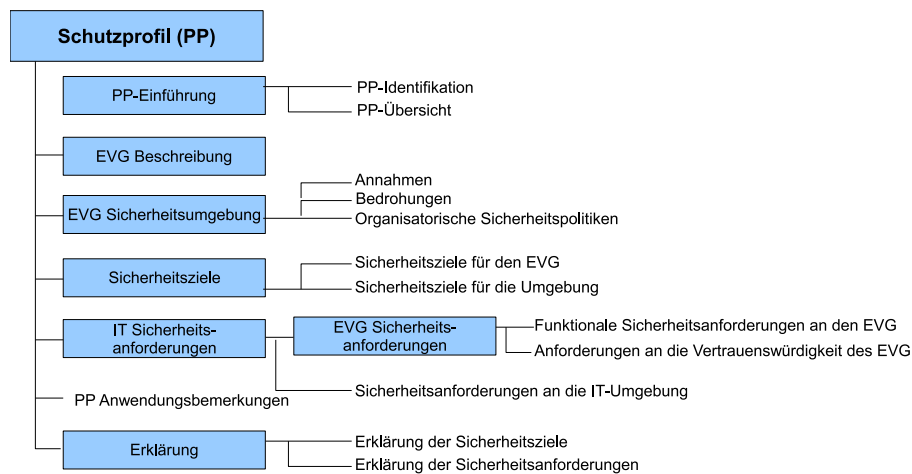 Schutzprofil (PP)
PP-Einführung
PP-Identifikation
PP-Übersicht
EVG Beschreibung
EVG Sicherheitsumgebung
Annahmen
Bedrohungen
Organisatorische Sicherheitspolitiken
Sicherheitsziele
Sicherheitsziele für den EVG
Sicherheitsziele für die Umgebung
IT Sicherheits-
anforderungen
EVG Sicherheits-
anforderungen
Funktionale Sicherheitsanforderungen an den EVG
Anforderungen an die Vertrauenswürdigkeit des EVG
Sicherheitsanforderungen an die IT-Umgebung
PP Anwendungsbemerkungen
Erklärung
Erklärung der Sicherheitsziele
Erklärung der Sicherheitsanforderungen